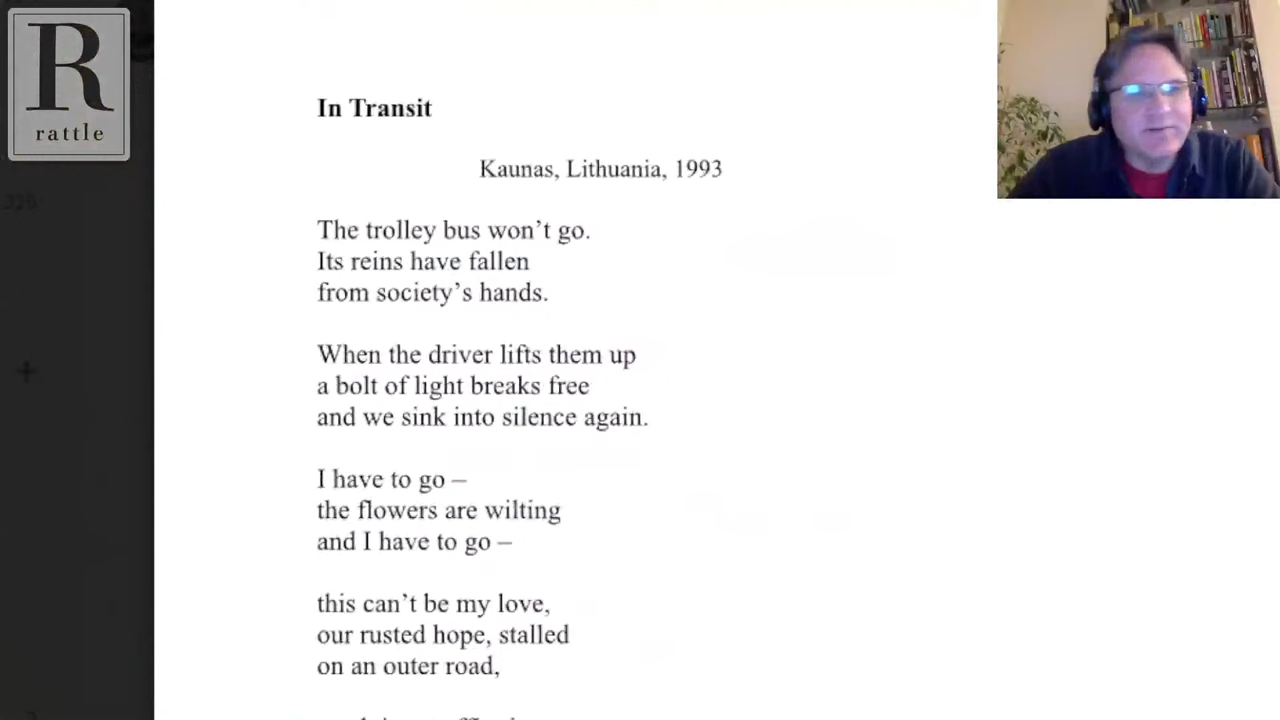 R
rattle
In Transit
Kaunas, Lithuania, 1993
The trolley bus won't go.
Its reins have fallen
from society's hands.
When the driver lifts them up
a bolt of light breaks free
and we sink into silence again.
I have to go –
the flowers are wilting
and I have to go –
this can't be my love,
our rusted hope, stalled
on an outer road,